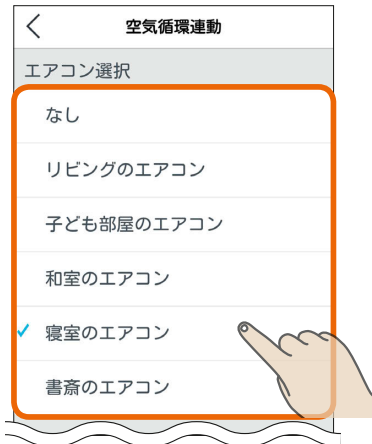 空気循環連動
エアコン選択
なし
リビングのエアコン
子ども部屋のエアコン
和室のエアコン
寝室のエアコン
書斎のエアコン